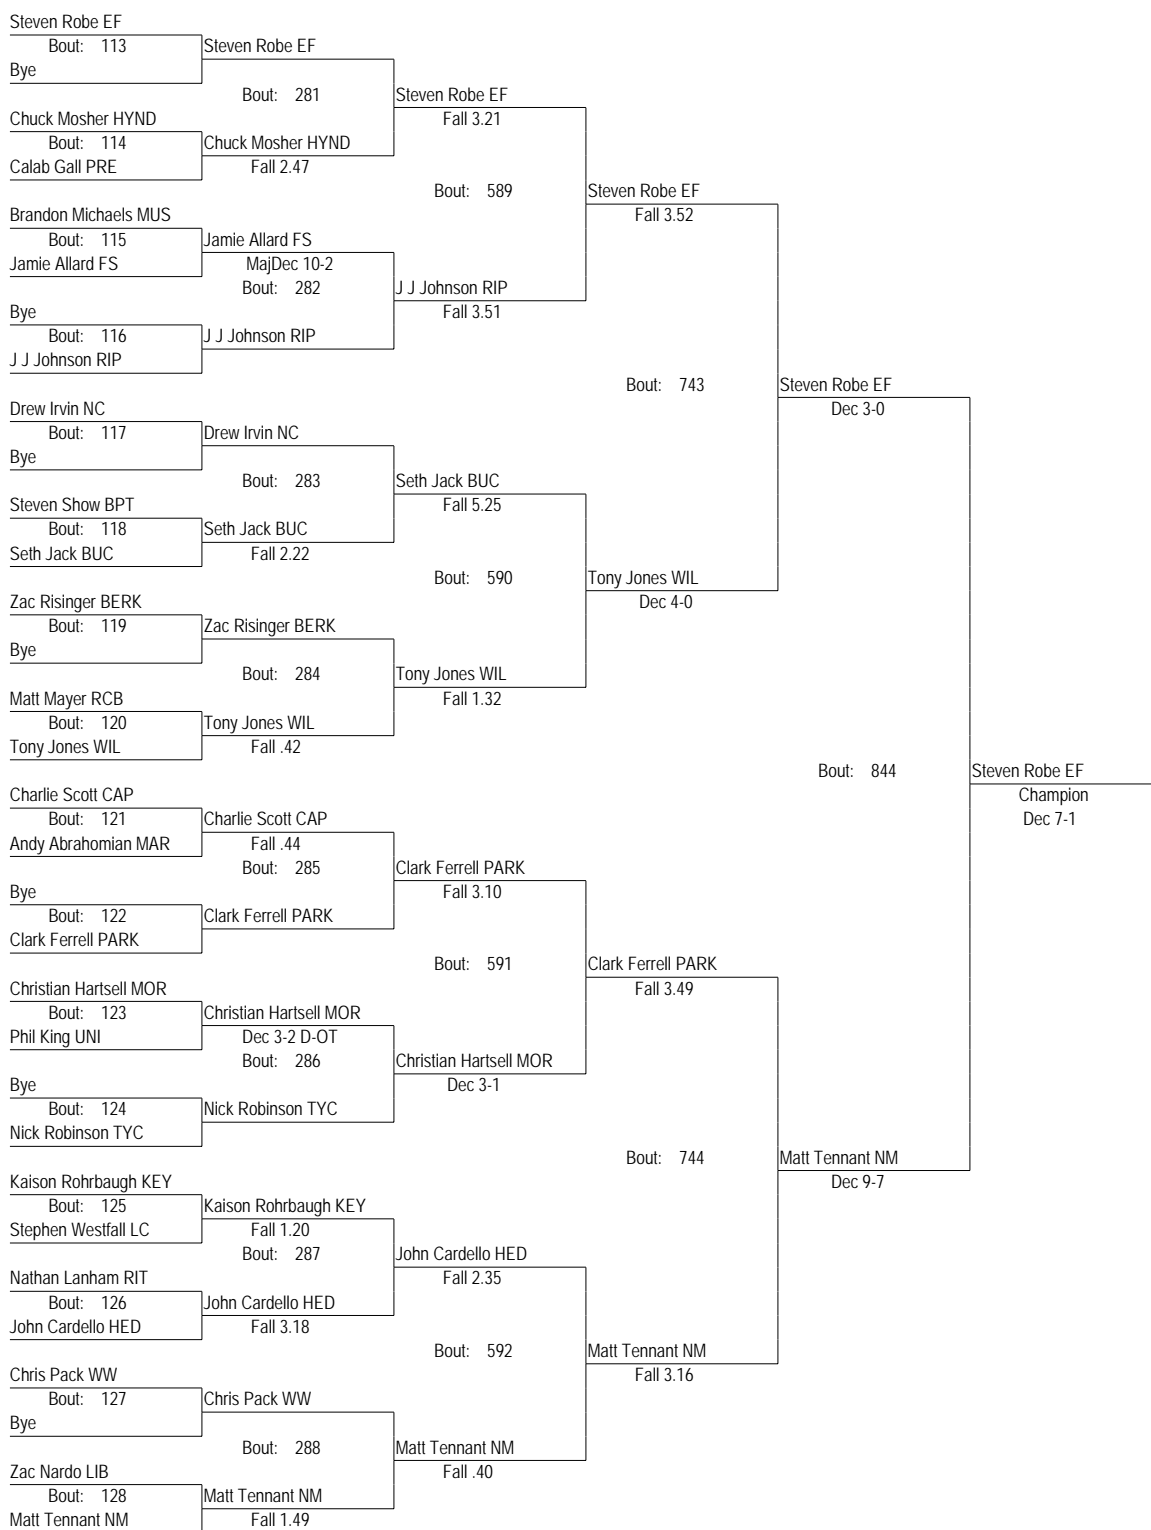 Steven Robe EF
Bout: 113
Steven Robe EF
Bye
Bout: 281
Steven Robe EF
Chuck Mosher HYND
Fall 3.21
Bout: 114
Chuck Mosher HYND
Calab Gall PRE
Fall 2.47
Bout: 589
Steven Robe EF
Brandon Michaels MUS
Fall 3.52
Bout: 115
Jamie Allard FS
Jamie Allard FS
MajDec 10-2
Bout: 282
J J Johnson RIP
Bye
Fall 3.51
Bout: 116
J J Johnson RIP
J J Johnson RIP
Bout: 743
Steven Robe EF
Drew Irvin NC
Dec 3-0
Bout: 117
Drew Irvin NC
Bye
Bout: 283
Seth Jack BUC
Steven Show BPT
Fall 5.25
Bout: 118
Seth Jack BUC
Seth Jack BUC
Fall 2.22
Bout: 590
Tony Jones WIL
Zac Risinger BERK
Dec 4-0
Bout: 119
Zac Risinger BERK
Bye
Bout: 284
Tony Jones WIL
Matt Mayer RCB
Fall 1.32
Bout: 120
Tony Jones WIL
Tony Jones WIL
Fall .42
Bout: 844
Steven Robe EF
Charlie Scott CAP
Champion
Bout: 121
Charlie Scott CAP
Dec 7-1
Andy Abrahomian MAR
Fall .44
Bout: 285
Clark Ferrell PARK
Bye
Fall 3.10
Bout: 122
Clark Ferrell PARK
Clark Ferrell PARK
Bout: 591
Clark Ferrell PARK
Christian Hartsell MOR
Fall 3.49
Bout: 123
Christian Hartsell MOR
Phil King UNI
Dec 3-2 D-OT
Bout: 286
Christian Hartsell MOR
Bye
Dec 3-1
Bout: 124
Nick Robinson TYC
Nick Robinson TYC
Bout: 744
Matt Tennant NM
Kaison Rohrbaugh KEY
Dec 9-7
Bout: 125
Kaison Rohrbaugh KEY
Stephen Westfall LC
Fall 1.20
Bout: 287
John Cardello HED
Nathan Lanham RIT
Fall 2.35
Bout: 126
John Cardello HED
John Cardello HED
Fall 3.18
Bout: 592
Matt Tennant NM
Chris Pack WW
Fall 3.16
Bout: 127
Chris Pack WW
Bye
Bout: 288
Matt Tennant NM
Zac Nardo LIB
Fall .40
Bout: 128
Matt Tennant NM
Matt Tennant NM
Fall 1.49